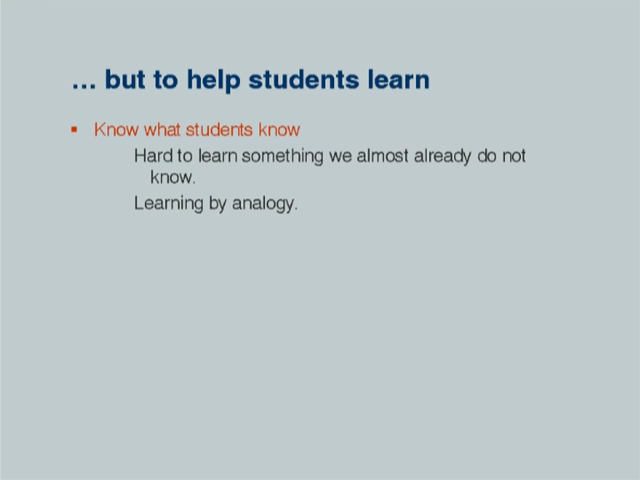 ... but to help students learn
▪ Know what students know
Hard to learn something we almost already do not
know.
Learning by analogy.